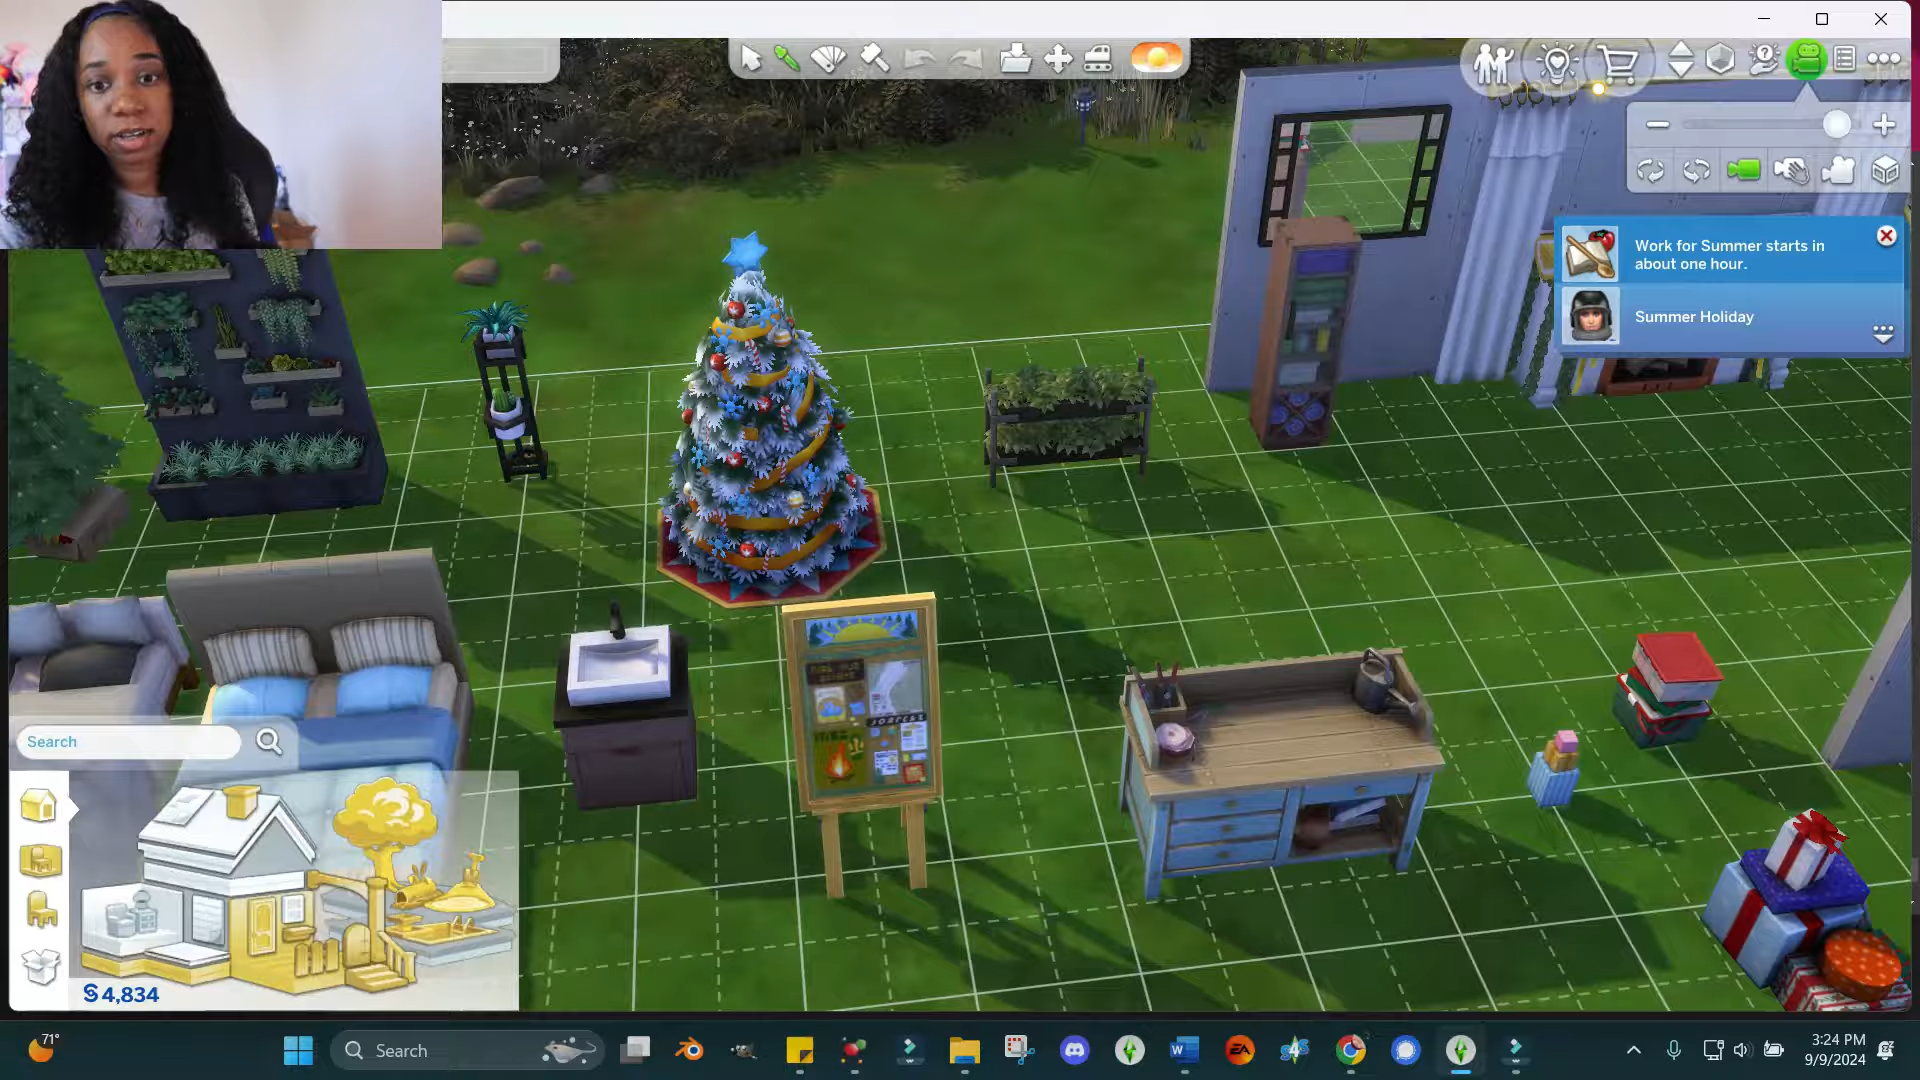 Work for Summer starts in
about one hour.
Summer Holiday
Search
S4,834
71°
Search
3:24 PM
9/9/2024